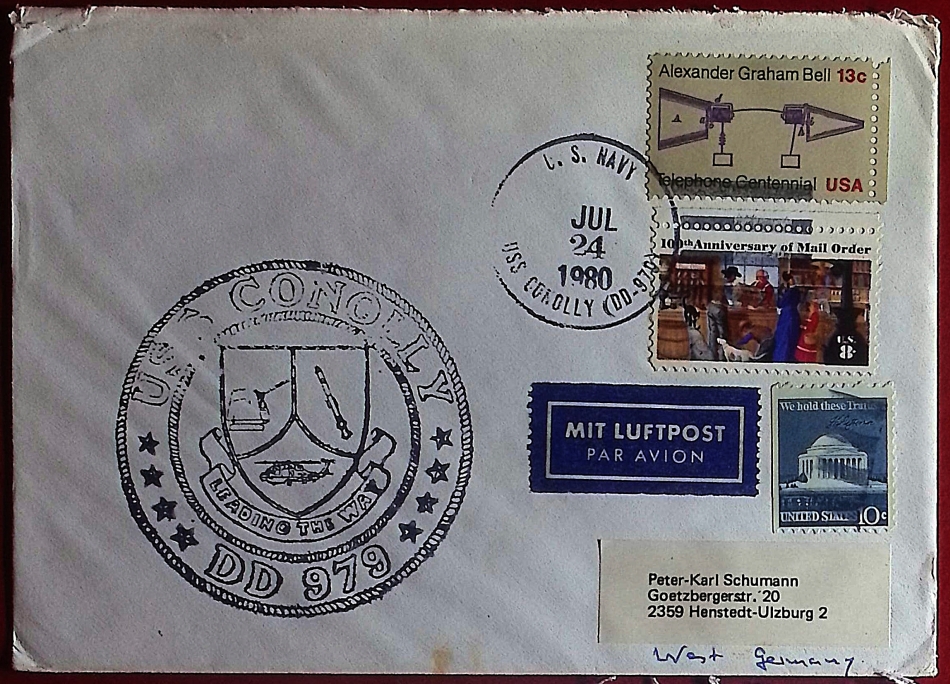 Alexander Graham Bell 13c
Telephone Centennial USA
U. S. NAVY
JUL
24
1980
USS CONOLLY (DD-979)
100th Anniversary of Mail Order
U.S.
8c
USS CONOLLY
LEADING THE WAY
DD 979
MIT LUFTPOST
PAR AVION
We hold these Truths
UNITED STATES 10c
Peter-Karl Schumann
Goetzbergerstr. 20
2359 Henstedt-Ulzburg 2
West Germany